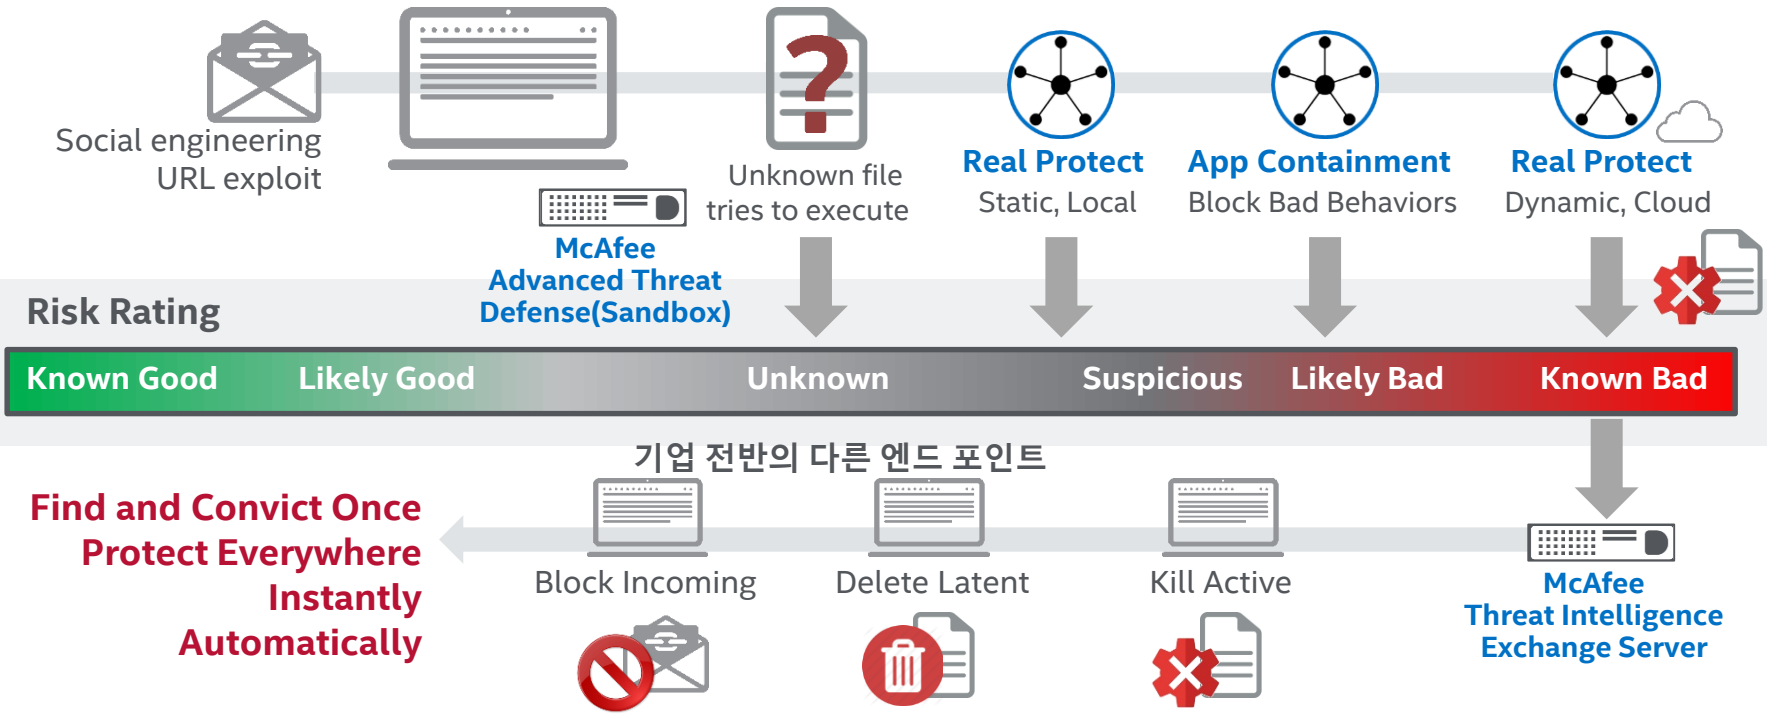 Social engineering
URL exploit
Unknown file
tries to execute
Real Protect
Static, Local
App Containment
Block Bad Behaviors
Real Protect
Dynamic, Cloud
McAfee
Advanced Threat
Defense(Sandbox)
Risk Rating
Known Good
Likely Good
Unknown
Suspicious
Likely Bad
Known Bad
기업 전반의 다른 엔드 포인트
Find and Convict Once
Protect Everywhere
Instantly
Automatically
Block Incoming
Delete Latent
Kill Active
McAfee
Threat Intelligence
Exchange Server